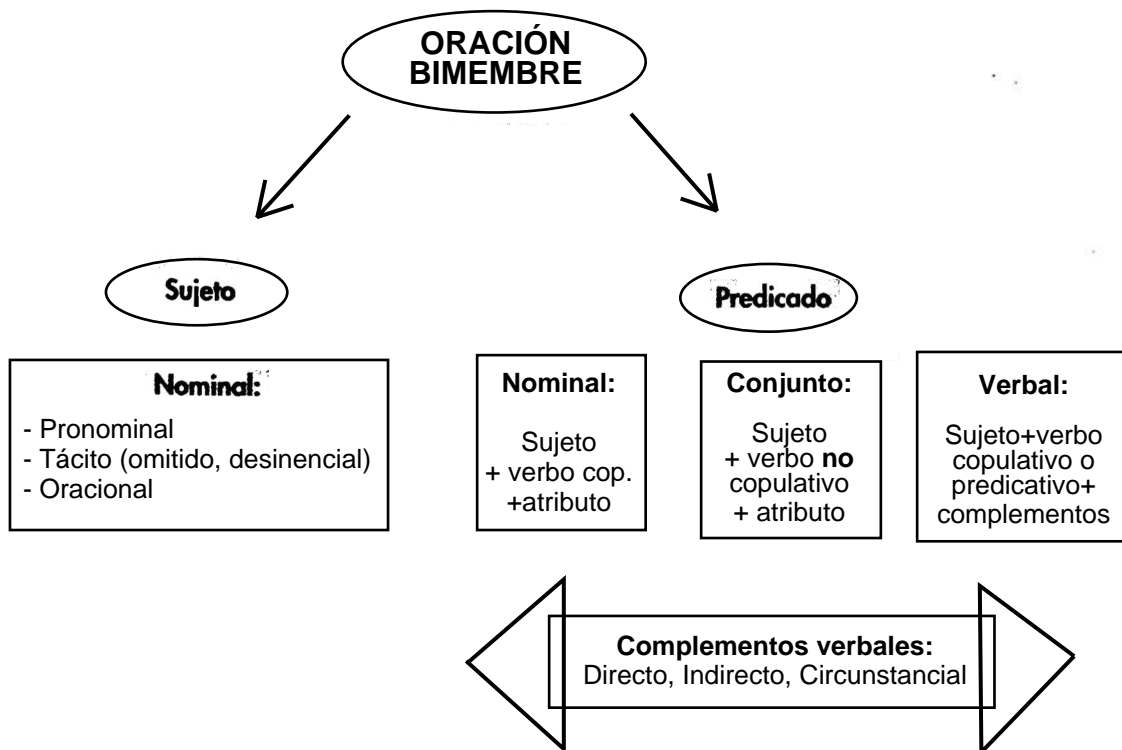 ORACIÓN
BIMEMBRE
Sujeto
Predicado
Nominal:
- Pronominal
- Tácito (omitido, desinencial)
- Oracional
Nominal:
Sujeto
+ verbo cop.
+atributo
Conjunto:
Sujeto
+ verbo no
copulativo
+ atributo
Verbal:
Sujeto+verbo
copulativo o
predicativo+
complementos
Complementos verbales:
Directo, Indirecto, Circunstancial